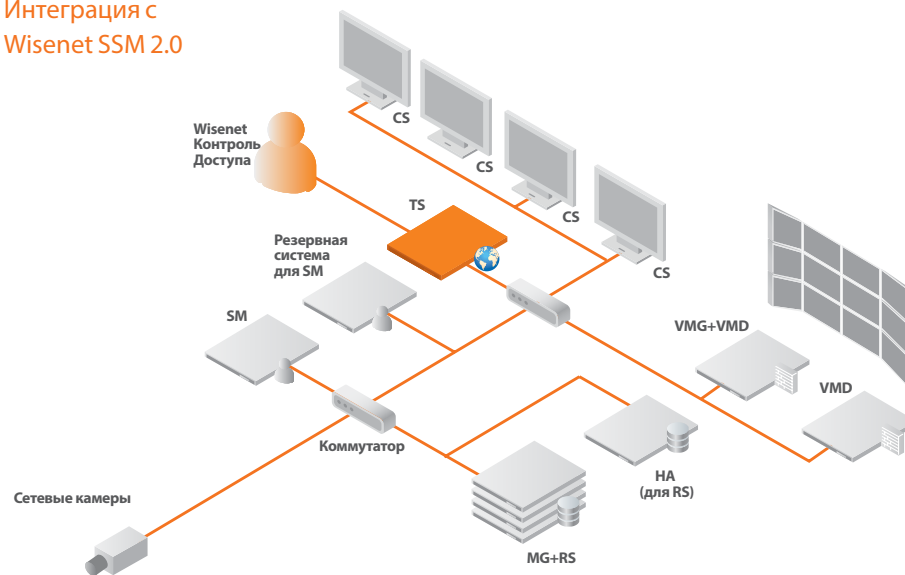 Интеграция с
Wisenet SSM 2.0
CS
Wisenet
Контроль
Доступа
CS
TS
CS
Резервная
система
для SM
CS
SM
VMG+VMD
VMD
Коммутатор
HA
(для RS)
Сетевые камеры
MG+RS